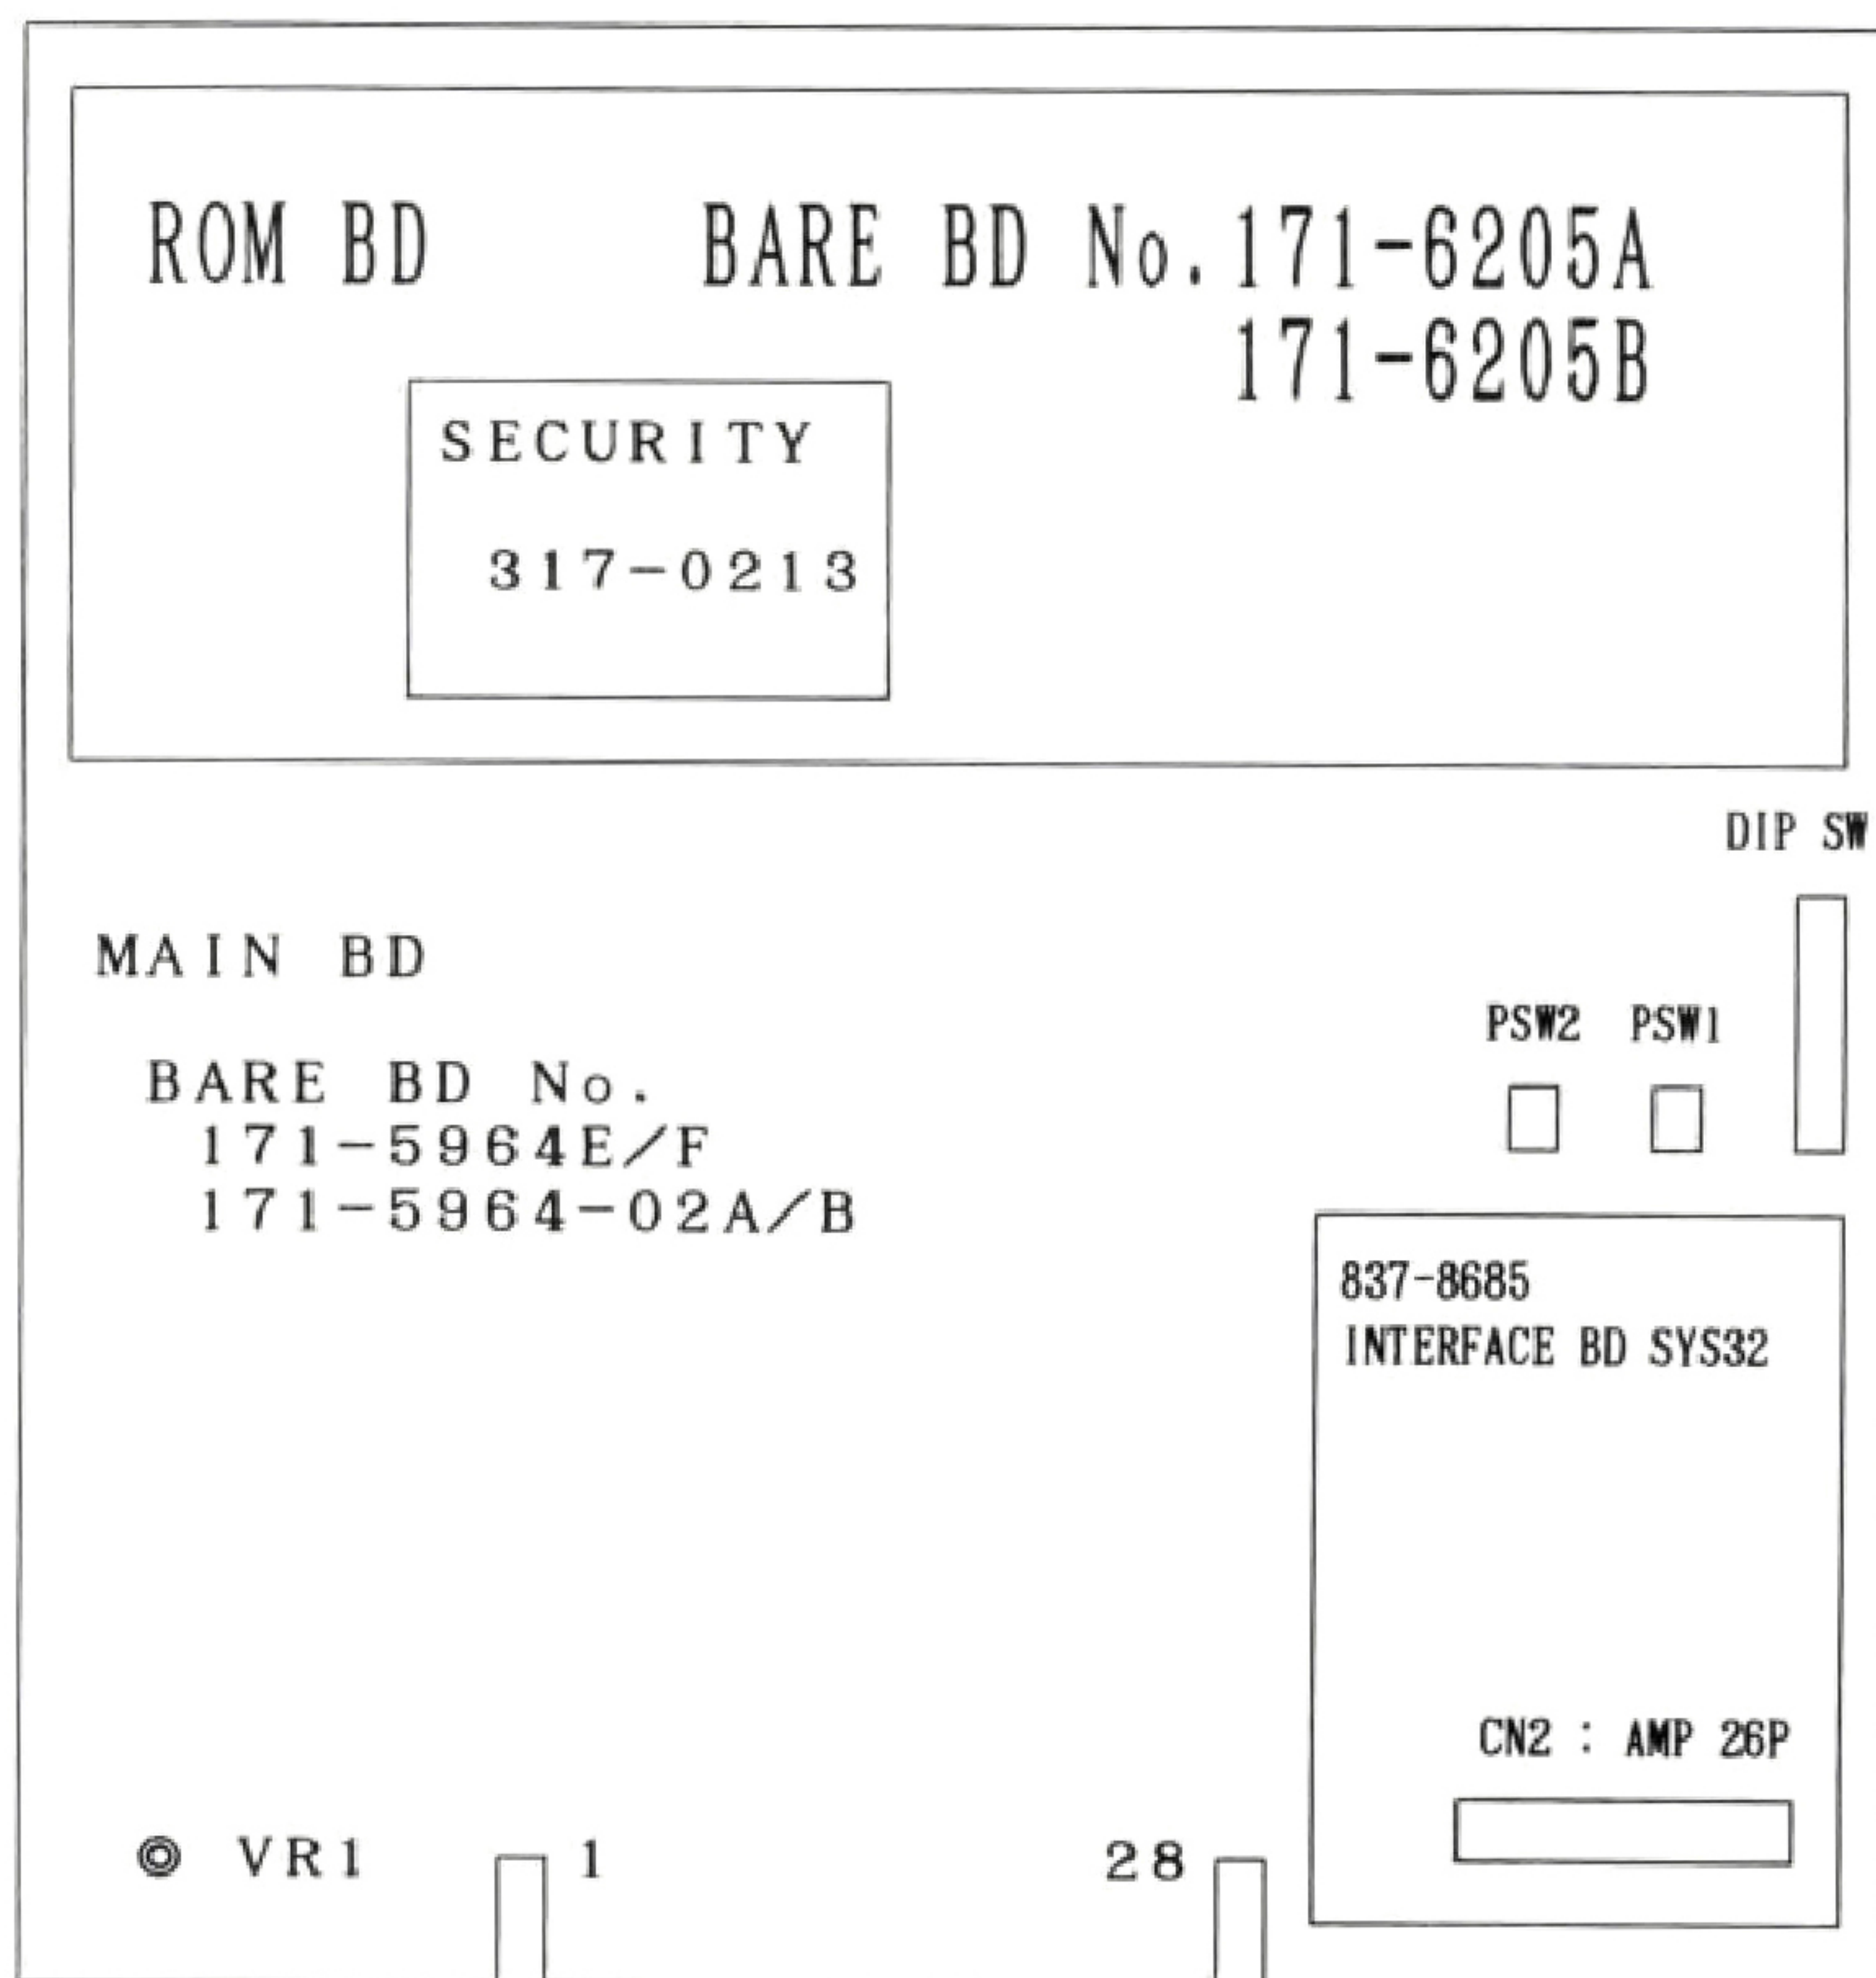 ROM BD BARE BD No.171-6205A
171-6205B
SECURITY
317-0213
DIP SW
MAIN BD
PSW2 PSW1
BARE BD No.
171-5964E/F
171-5964-02A/B
837-8685
INTERFACE BD SYS32
CN2 : AMP 26P
VR1 1 28